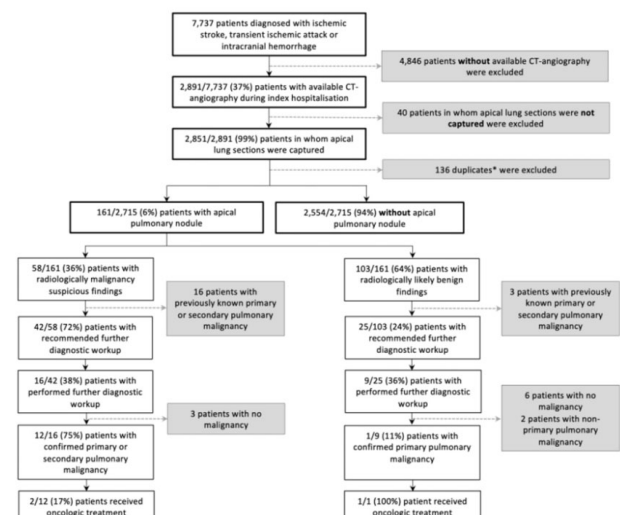 7,737 patients diagnosed with ischemic
stroke, transient ischemic attack or
intracranial hemorrhage
4,846 patients without available CT-angiography
were excluded
2,891/7,737 (37%) patients with available CT-
angiography during index hospitalisation
40 patients in whom apical lung sections were not
captured were excluded
2,851/2,891 (99%) patients in whom apical
lung sections were captured
136 duplicates* were excluded
161/2,715 (6%) patients with apical
pulmonary nodule
2,554/2,715 (94%) without apical
pulmonary nodule
58/161 (36%) patients with
radiologically malignancy
suspicious findings
103/161 (64%) patients with
radiologically likely benign
findings
16 patients with
previously known primary
or secondary pulmonary
malignancy
3 patients with previously
known primary or
secondary pulmonary
malignancy
42/58 (72%) patients with
recommended further
diagnostic workup
25/103 (24%) patients with
recommended further
diagnostic workup
16/42 (38%) patients with
performed further diagnostic
workup
9/25 (36%) patients with
performed further diagnostic
workup
3 patients with no
malignancy
6 patients with no
malignancy
2 patients with non-
primary pulmonary
malignancy
12/16 (75%) patients with
confirmed primary or
secondary pulmonary
malignancy
1/9 (11%) patients with
confirmed primary pulmonary
malignancy
2/12 (17%) patients received
oncologic treatment
1/1 (100%) patient received
oncologic treatment